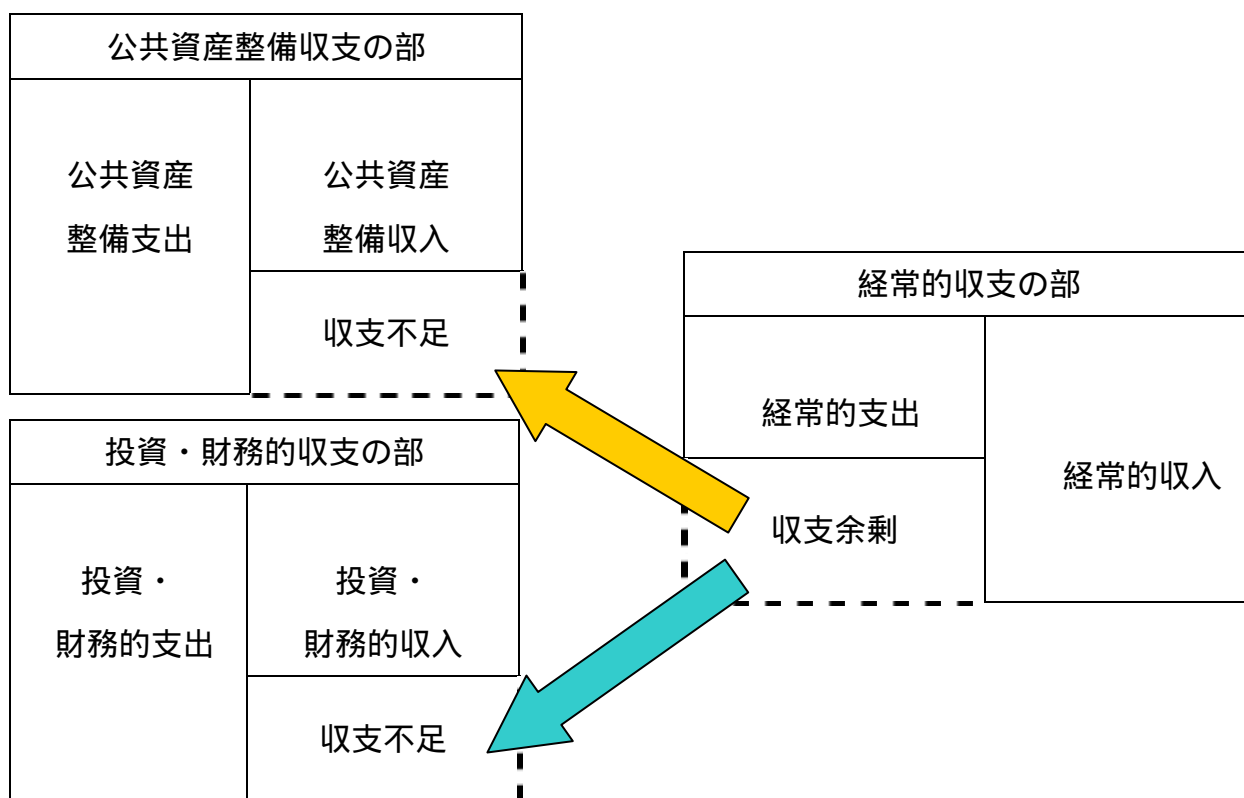 公共資産整備収支の部
公共資産
整備支出
公共資産
整備収入
収支不足
投資・財務的収支の部
投資・
財務的支出
投資・
財務的収入
収支不足
経常的収支の部
経常的支出
収支余剰
経常的収入